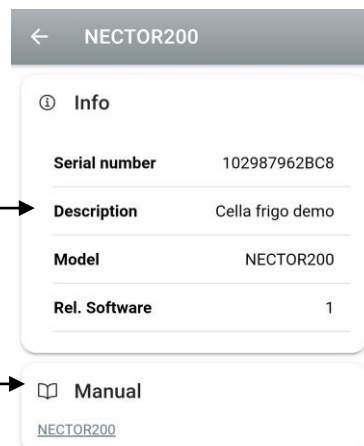 NECTOR200
Info
Serial number 102987962BC8
Description Cella frigo demo
Model NECTOR200
Rel. Software 1
Manual
NECTOR200